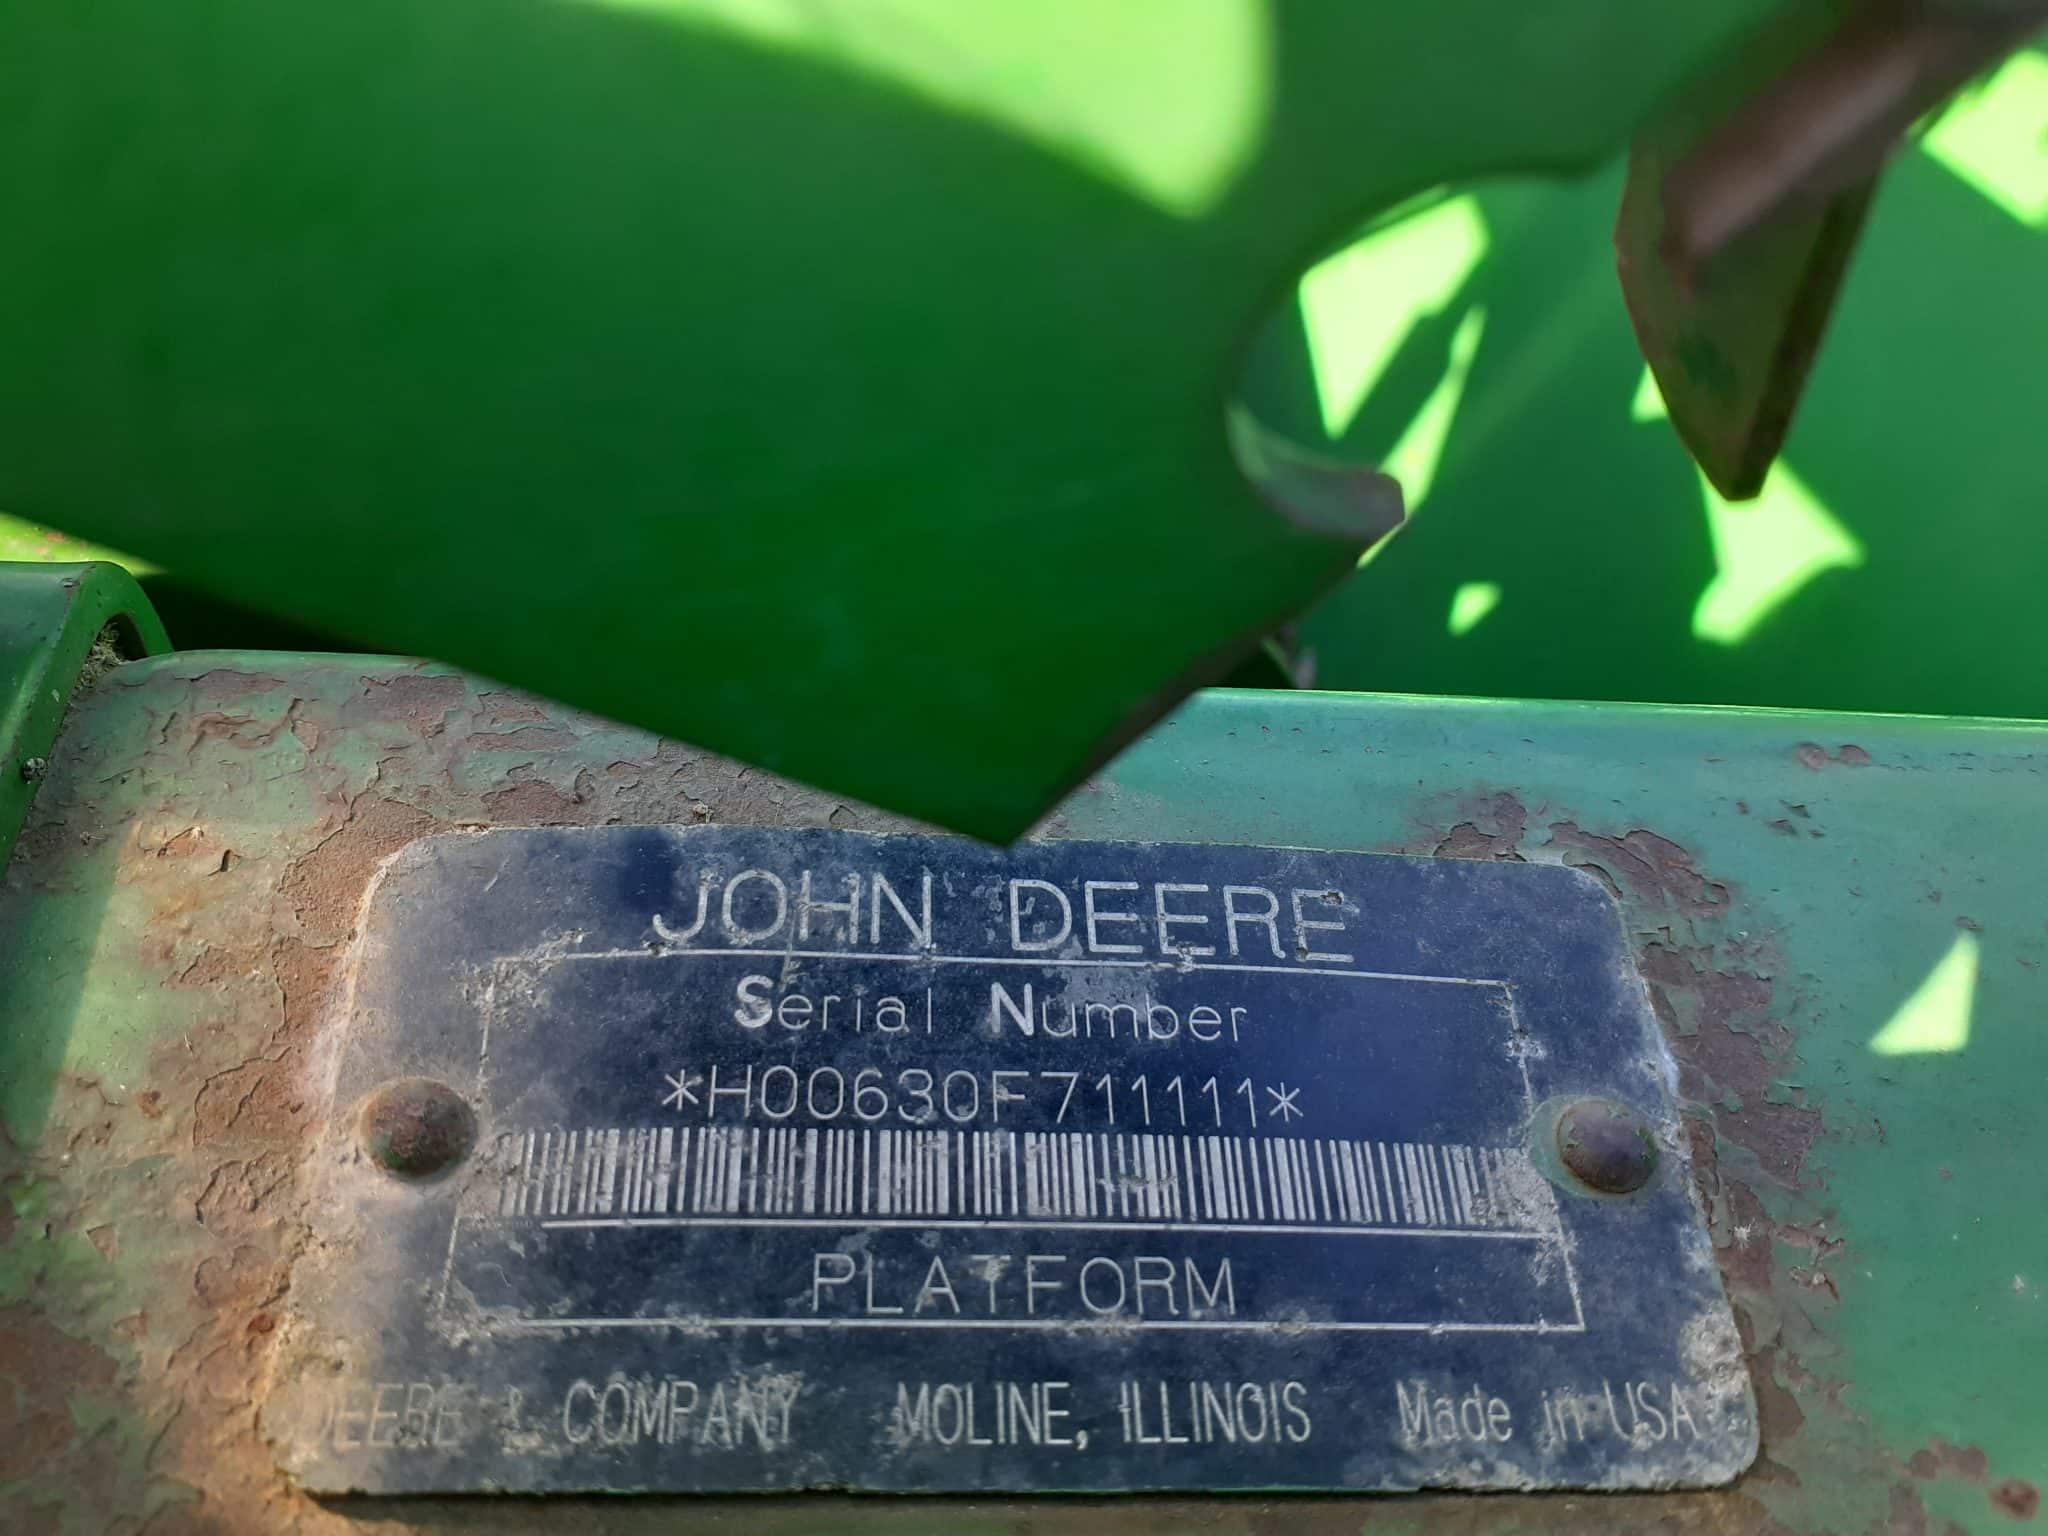 JOHN DEERE
Serial Number
*H00630F711111*
PLATFORM
DEERE & COMPANY MOLINE, ILLINOIS Made in USA